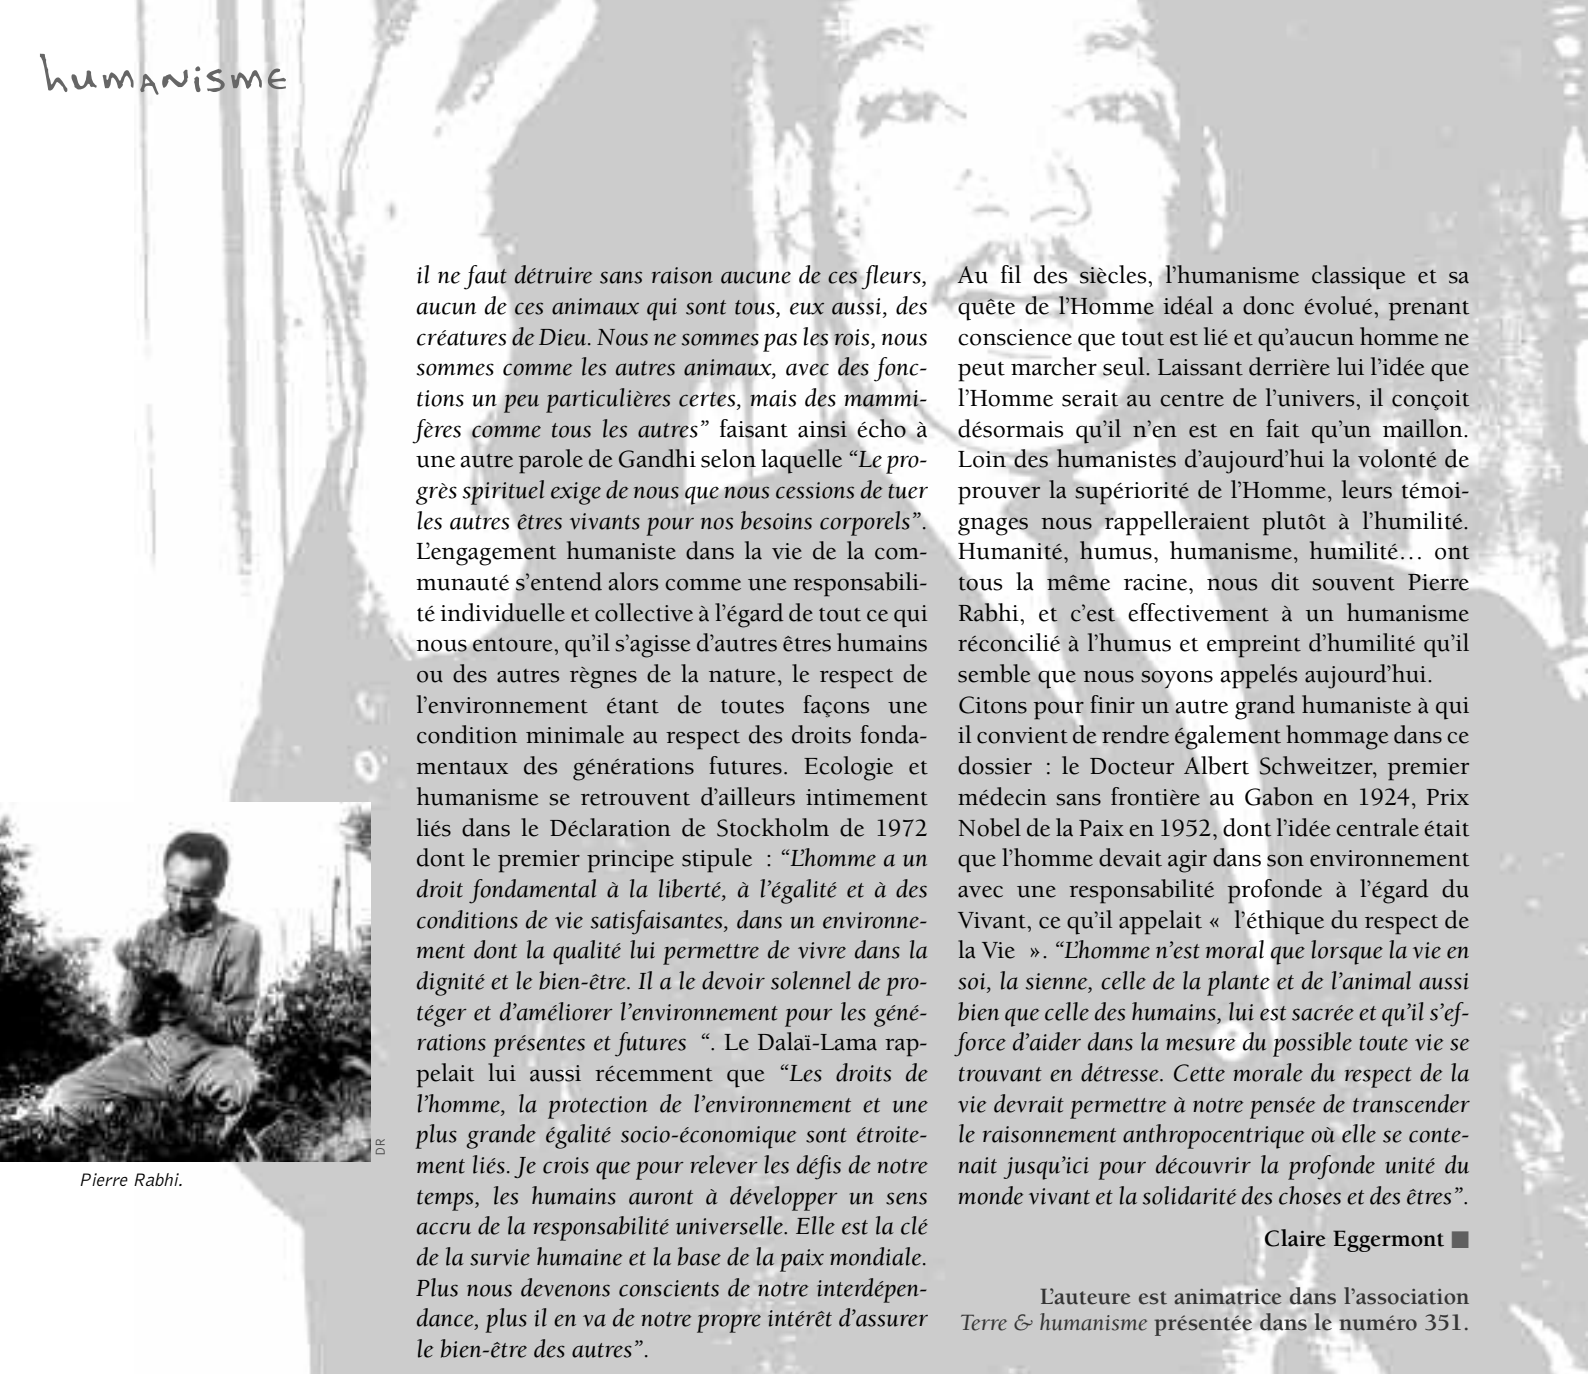 humanisme
il ne faut détruire sans raison aucune de ces fleurs,
aucun de ces animaux qui sont tous, eux aussi, des
créatures de Dieu. Nous ne sommes pas les rois, nous
sommes comme les autres animaux, avec des fonc-
tions un peu particulières certes, mais des mammi-
fères comme tous les autres” faisant ainsi écho à
une autre parole de Gandhi selon laquelle “Le pro-
grès spirituel exige de nous que nous cessions de tuer
les autres êtres vivants pour nos besoins corporels”.
L’engagement humaniste dans la vie de la com-
munauté s’entend alors comme une responsabili-
té individuelle et collective à l’égard de tout ce qui
nous entoure, qu’il s’agisse d’autres êtres humains
ou des autres règnes de la nature, le respect de
l’environnement étant de toutes façons une
condition minimale au respect des droits fonda-
mentaux des générations futures. Ecologie et
humanisme se retrouvent d’ailleurs intimement
liés dans le Déclaration de Stockholm de 1972
dont le premier principe stipule : “L’homme a un
droit fondamental à la liberté, à l’égalité et à des
conditions de vie satisfaisantes, dans un environne-
ment dont la qualité lui permettre de vivre dans la
dignité et le bien-être. Il a le devoir solennel de pro-
téger et d’améliorer l’environnement pour les géné-
rations présentes et futures “. Le Dalaï-Lama rap-
pelait lui aussi récemment que “Les droits de
l’homme, la protection de l’environnement et une
plus grande égalité socio-économique sont étroite-
ment liés. Je crois que pour relever les défis de notre
temps, les humains auront à développer un sens
accru de la responsabilité universelle. Elle est la clé
de la survie humaine et la base de la paix mondiale.
Plus nous devenons conscients de notre interdépen-
dance, plus il en va de notre propre intérêt d’assurer
le bien-être des autres”.
Au fil des siècles, l’humanisme classique et sa
quête de l’Homme idéal a donc évolué, prenant
conscience que tout est lié et qu’aucun homme ne
peut marcher seul. Laissant derrière lui l’idée que
l’Homme serait au centre de l’univers, il conçoit
désormais qu’il n’en est en fait qu’un maillon.
Loin des humanistes d’aujourd’hui la volonté de
prouver la supériorité de l’Homme, leurs témoi-
gnages nous rappelleraient plutôt à l’humilité.
Humanité, humus, humanisme, humilité… ont
tous la même racine, nous dit souvent Pierre
Rabhi, et c’est effectivement à un humanisme
réconcilié à l’humus et empreint d’humilité qu’il
semble que nous soyons appelés aujourd’hui.
Citons pour finir un autre grand humaniste à qui
il convient de rendre également hommage dans ce
dossier : le Docteur Albert Schweitzer, premier
médecin sans frontière au Gabon en 1924, Prix
Nobel de la Paix en 1952, dont l’idée centrale était
que l’homme devait agir dans son environnement
avec une responsabilité profonde à l’égard du
Vivant, ce qu’il appelait « l’éthique du respect de
la Vie ». “L’homme n’est moral que lorsque la vie en
soi, la sienne, celle de la plante et de l’animal aussi
bien que celle des humains, lui est sacrée et qu’il s’ef-
force d’aider dans la mesure du possible toute vie se
trouvant en détresse. Cette morale du respect de la
vie devrait permettre à notre pensée de transcender
le raisonnement anthropocentrique où elle se conte-
nait jusqu’ici pour découvrir la profonde unité du
monde vivant et la solidarité des choses et des êtres”.
Claire Eggermont ■
L’auteure est animatrice dans l’association
Terre & humanisme présentée dans le numéro 351.
DR
Pierre Rabhi.